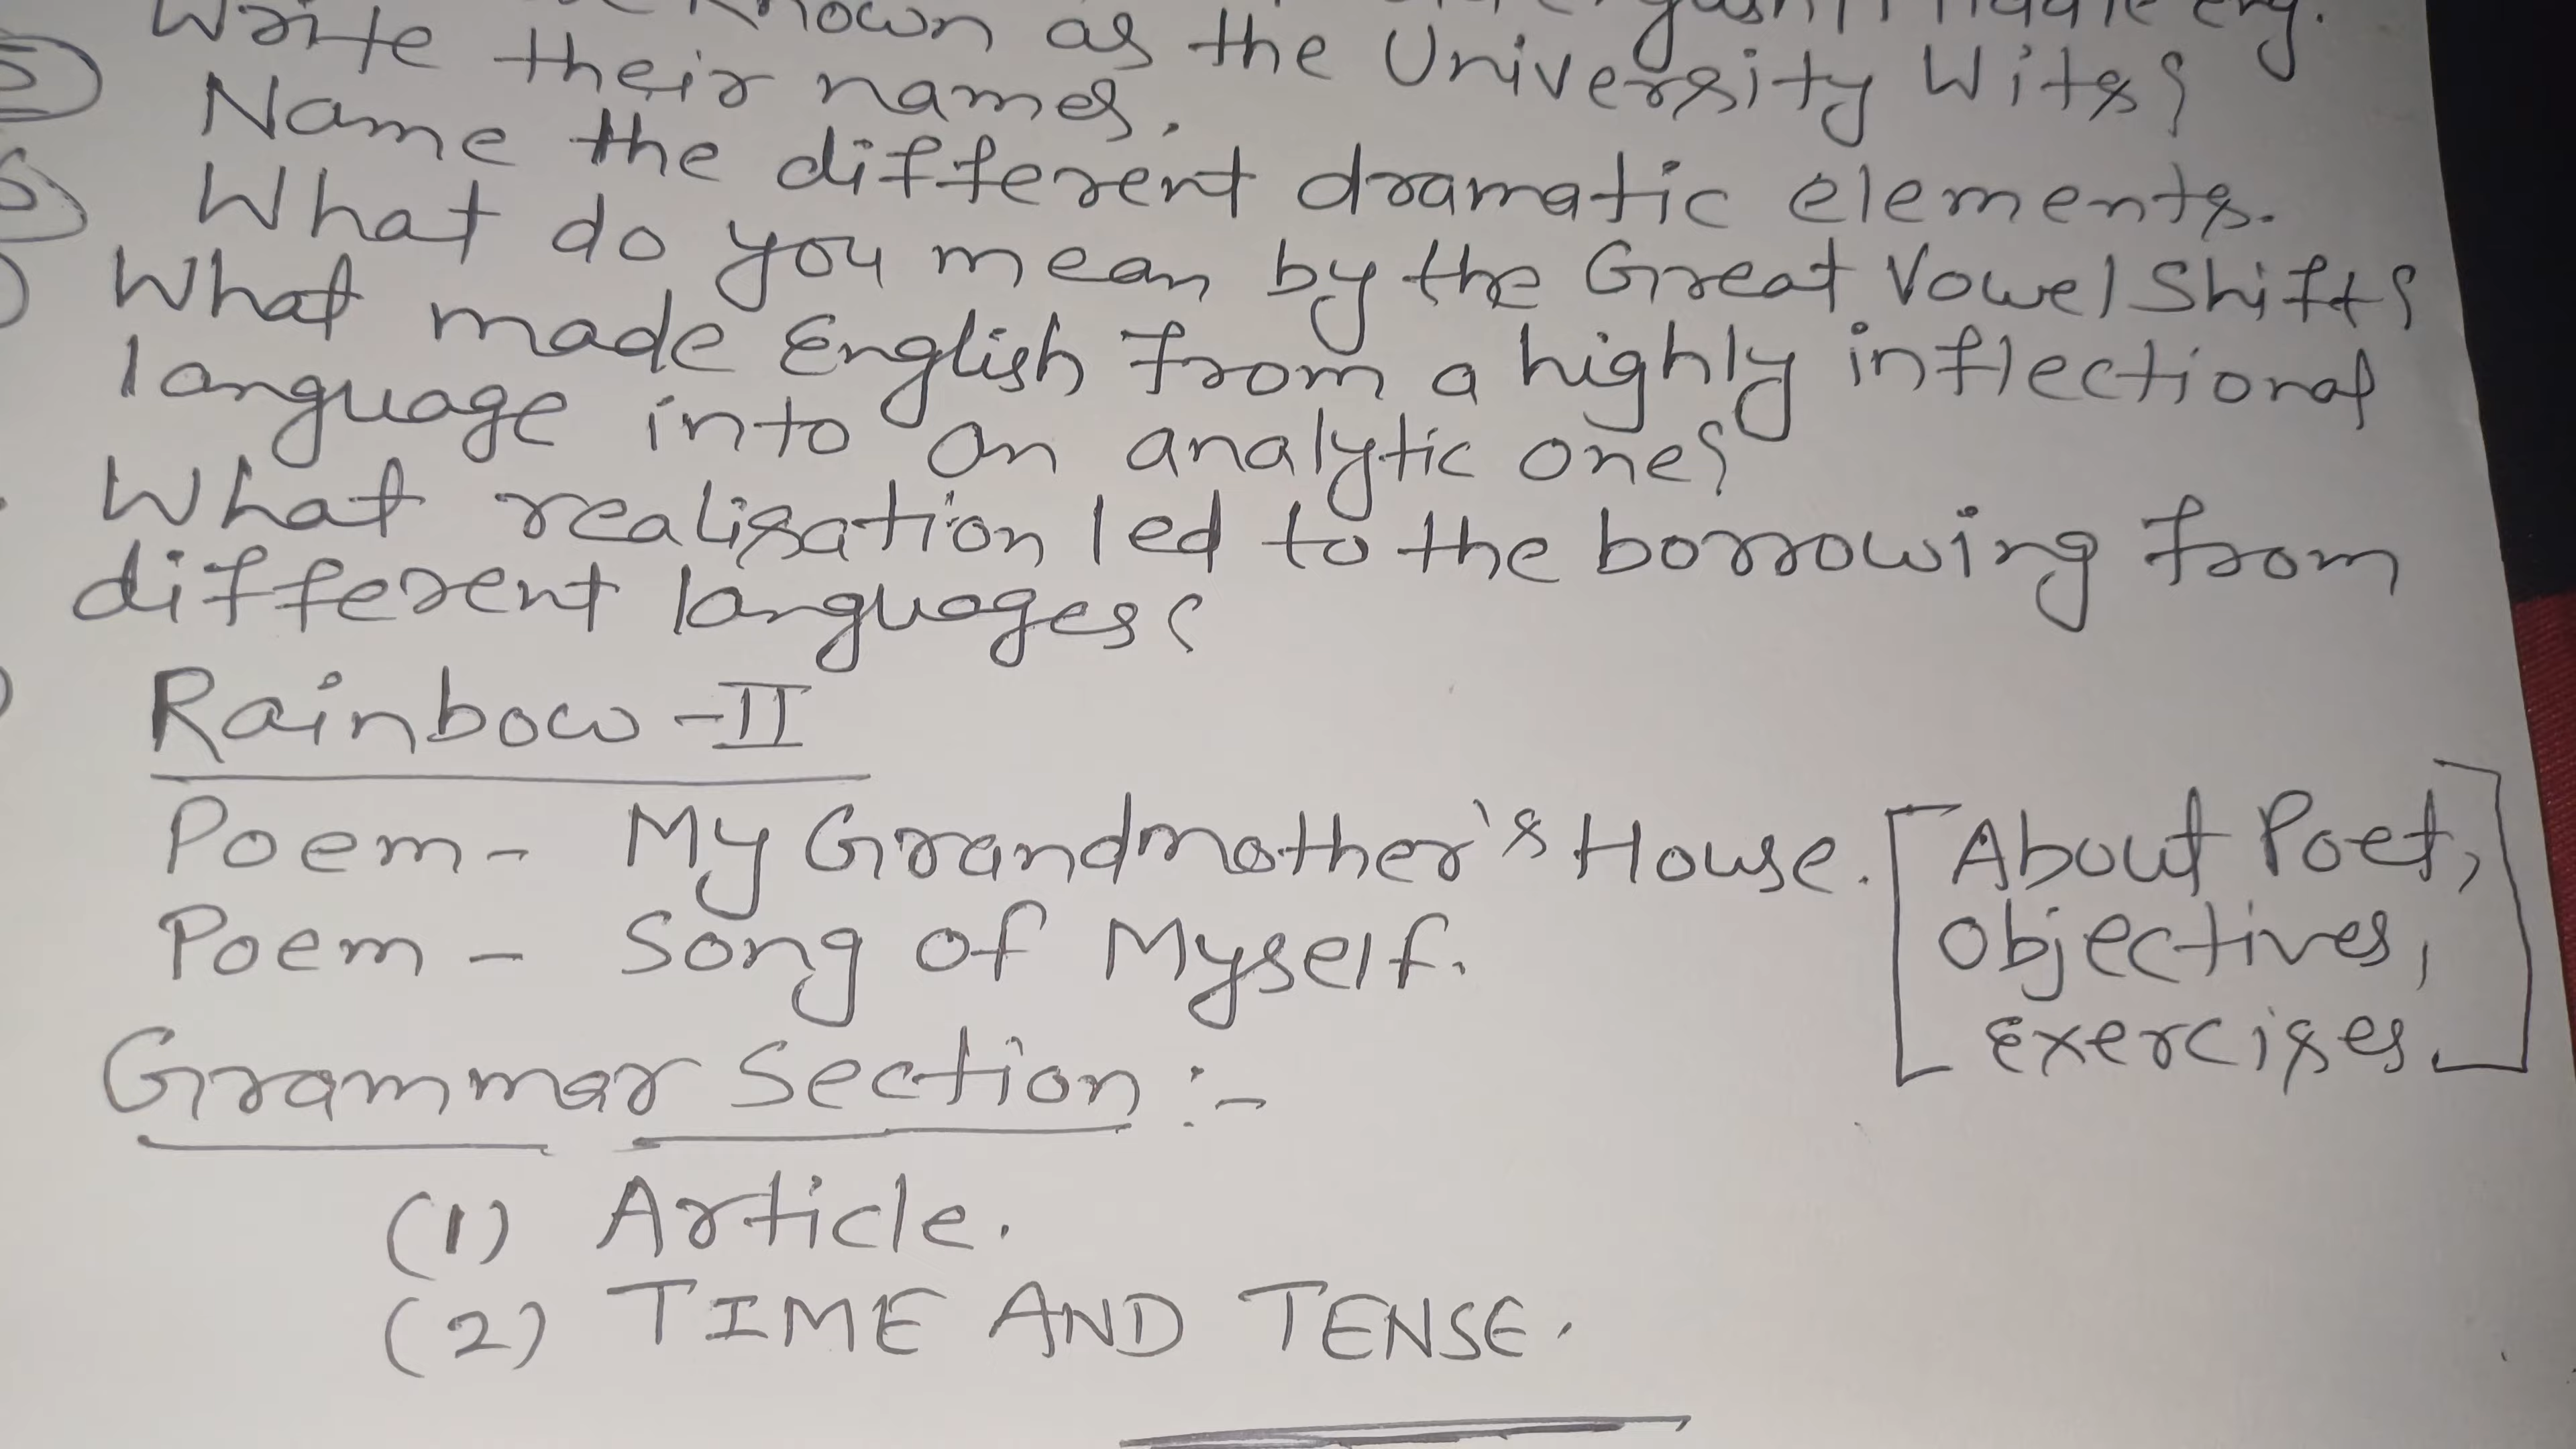 known as the University Wits?
Write their names.
5 Name the different dramatic elements.
6 What do you mean by the Great Vowel Shift?
What made English from a highly inflectional
language into an analytic one?
What realisation led to the borrowing from
different languages?
Rainbow-II
Poem- My Grandmother's House. [About Poet,
Objectives,
Exercises.]
Poem - Song of Myself.
Grammar Section :-
(1) Article.
(2) TIME AND TENSE.